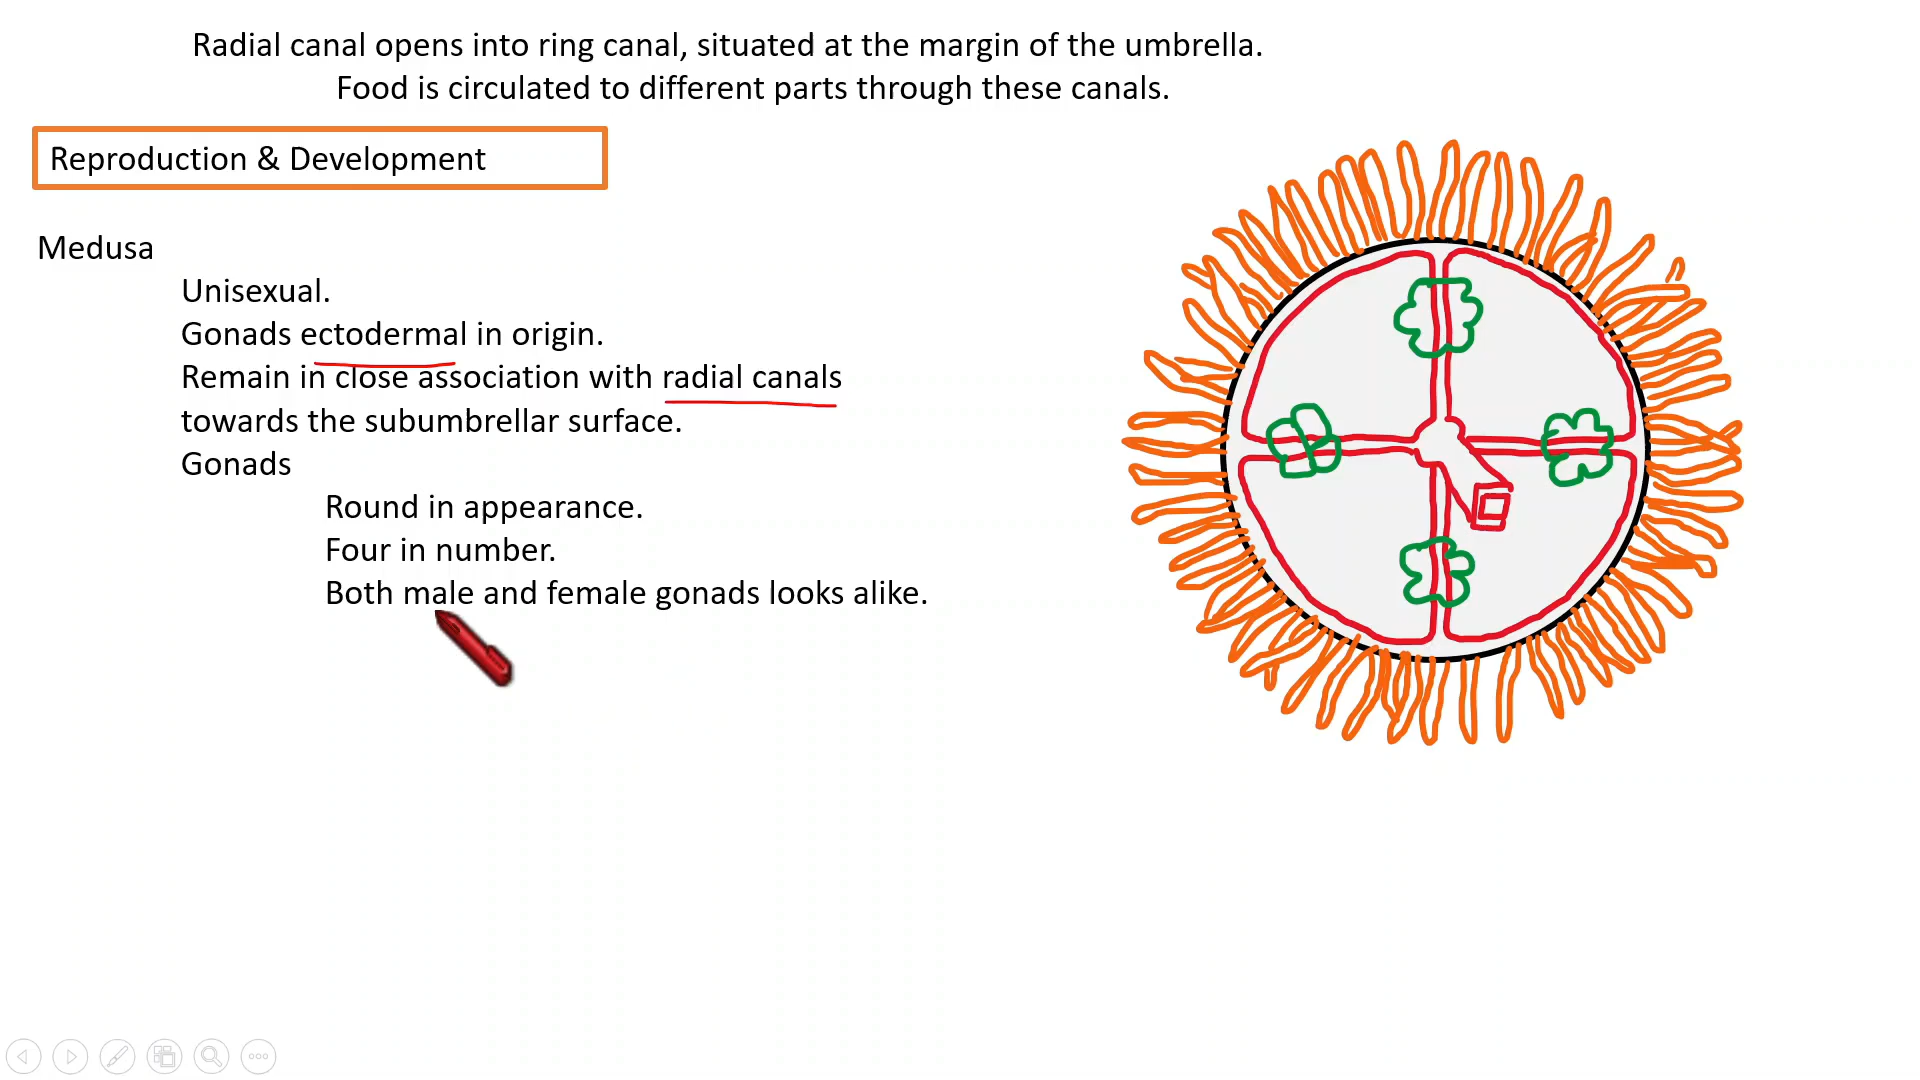 Radial canal opens into ring canal, situated at the margin of the umbrella.
Food is circulated to different parts through these canals.
Reproduction & Development
Medusa
Unisexual.
Gonads ectodermal in origin.
Remain in close association with radial canals
towards the subumbrellar surface.
Gonads
Round in appearance.
Four in number.
Both male and female gonads looks alike.